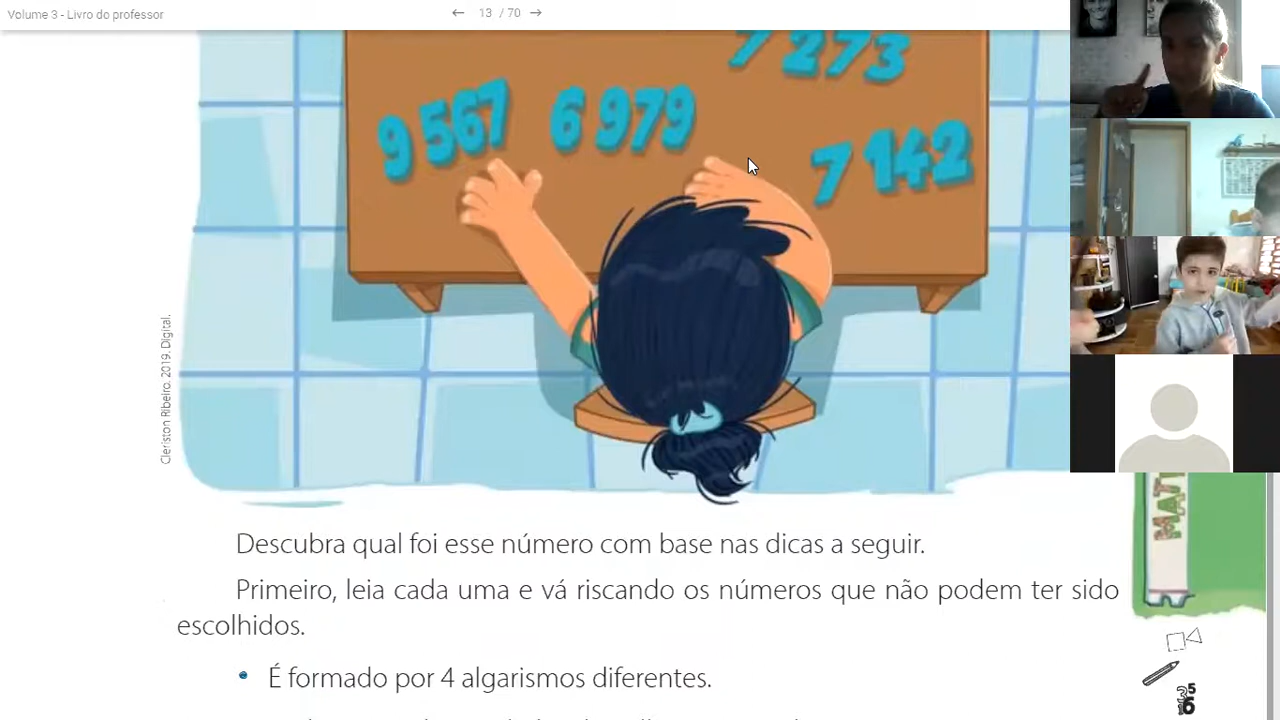 Volume 3 - Livro do professor
← 13 / 70 →
7 273
9 567
6 979
7 142
Cleriston Ribeiro. 2019. Digital.
MAT
Descubra qual foi esse número com base nas dicas a seguir.
Primeiro, leia cada uma e vá riscando os números que não podem ter sido
escolhidos.
• É formado por 4 algarismos diferentes.